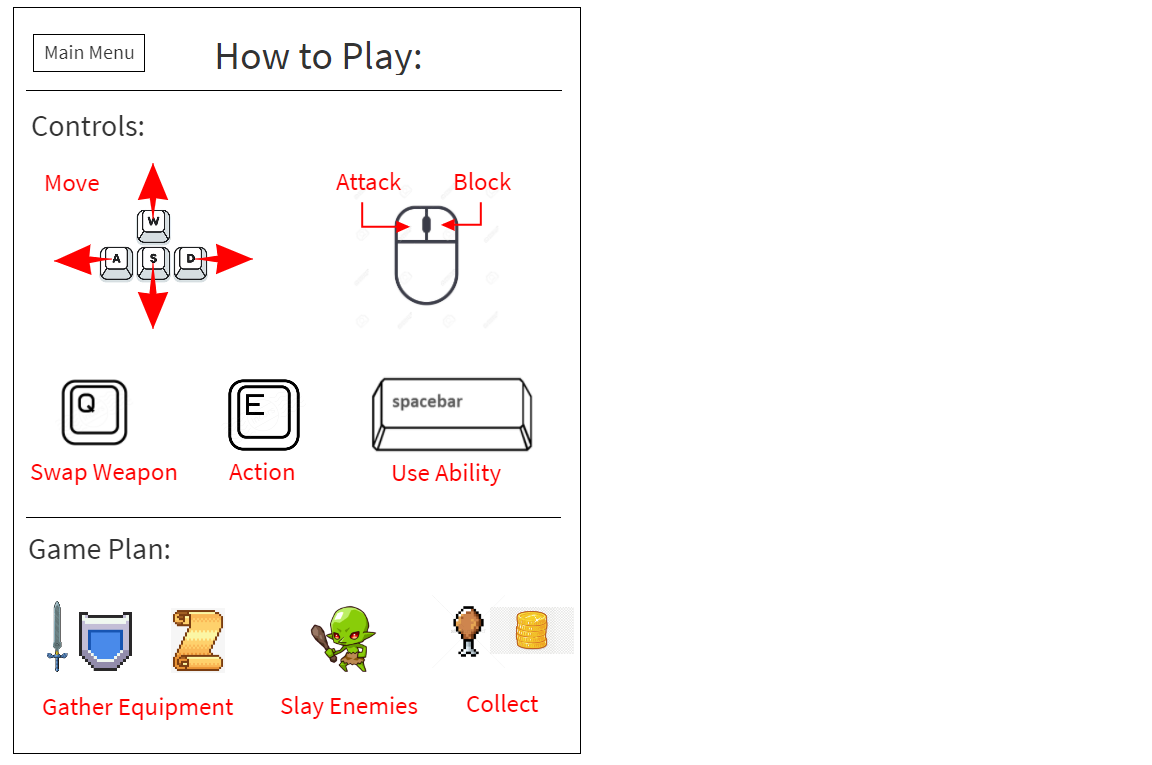 Main Menu
How to Play:
Controls:
Move
Attack
Block
W
A S D
Q
E
spacebar
Swap Weapon
Action
Use Ability
Game Plan:
Gather Equipment
Slay Enemies
Collect